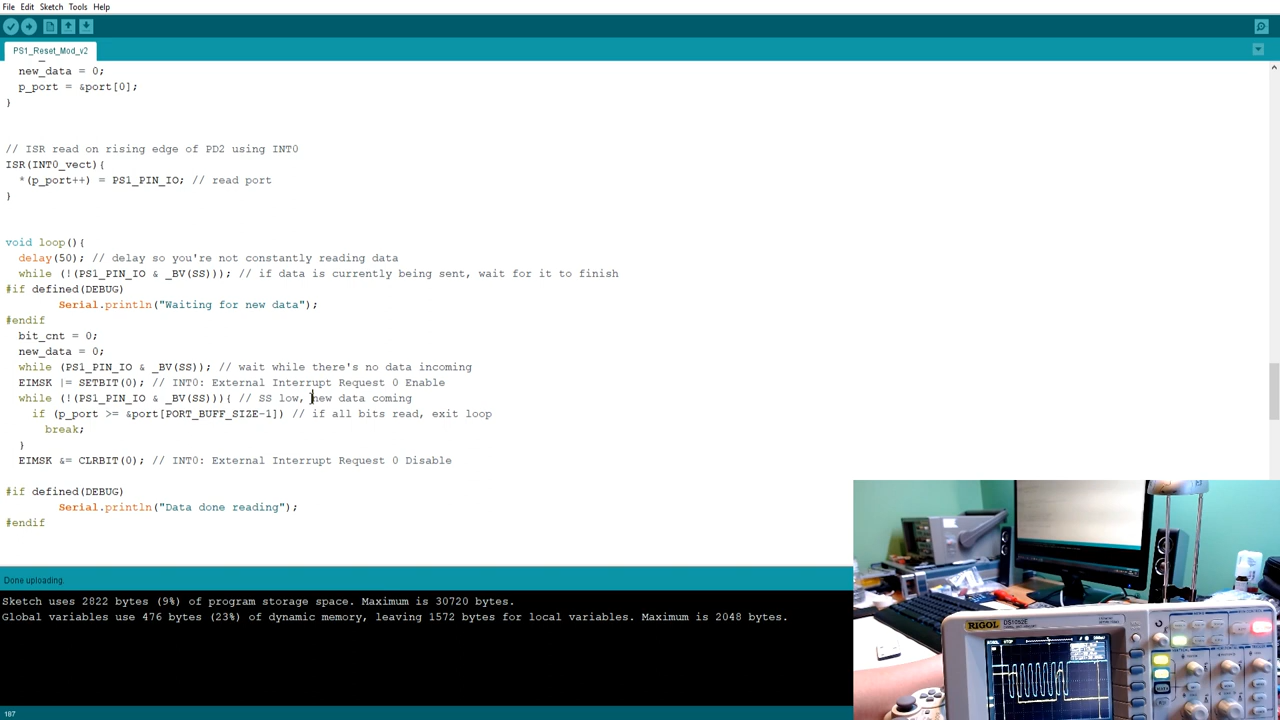 File Edit Sketch Tools Help
PS1_Reset_Mod_v2
new_data = 0;
p_port = &port[0];
}
// ISR read on rising edge of PD2 using INT0
ISR(INT0_vect){
*(p_port++) = PS1_PIN_IO; // read port
}
void loop(){
delay(50); // delay so you're not constantly reading data
while (!(PS1_PIN_IO & _BV(SS))); // if data is currently being sent, wait for it to finish
#if defined(DEBUG)
Serial.println("Waiting for new data");
#endif
bit_cnt = 0;
new_data = 0;
while (PS1_PIN_IO & _BV(SS)); // wait while there's no data incoming
EIMSK |= SETBIT(0); // INT0: External Interrupt Request 0 Enable
while (!(PS1_PIN_IO & _BV(SS))){ // SS low, new data coming
if (p_port >= &port[PORT_BUFF_SIZE-1]) // if all bits read, exit loop
break;
}
EIMSK &= CLRBIT(0); // INT0: External Interrupt Request 0 Disable
#if defined(DEBUG)
Serial.println("Data done reading");
#endif
Done uploading.
Sketch uses 2822 bytes (9%) of program storage space. Maximum is 30720 bytes.
Global variables use 476 bytes (23%) of dynamic memory, leaving 1572 bytes for local variables. Maximum is 2048 bytes.
RIGOL DS1052E
187